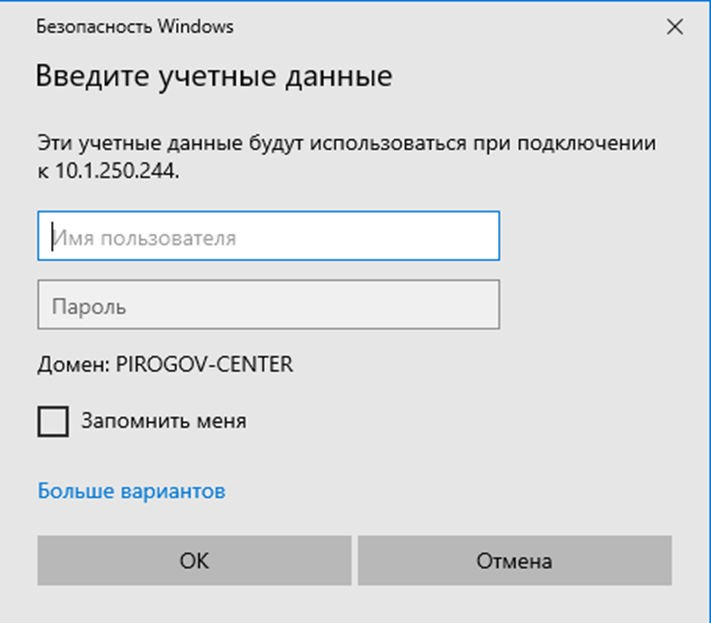 Безопасность Windows
Введите учетные данные
Эти учетные данные будут использоваться при подключении
к 10.1.250.244.
Имя пользователя
Пароль
Домен: PIROGOV-CENTER
Запомнить меня
Больше вариантов
ОК
Отмена